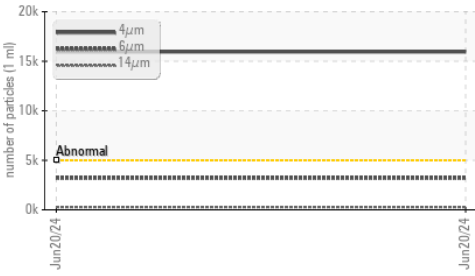 20k
15k
10k
5k
0k
number of particles (1 ml)
4μm
6μm
14μm
Abnormal
Jun20/24
Jun20/24